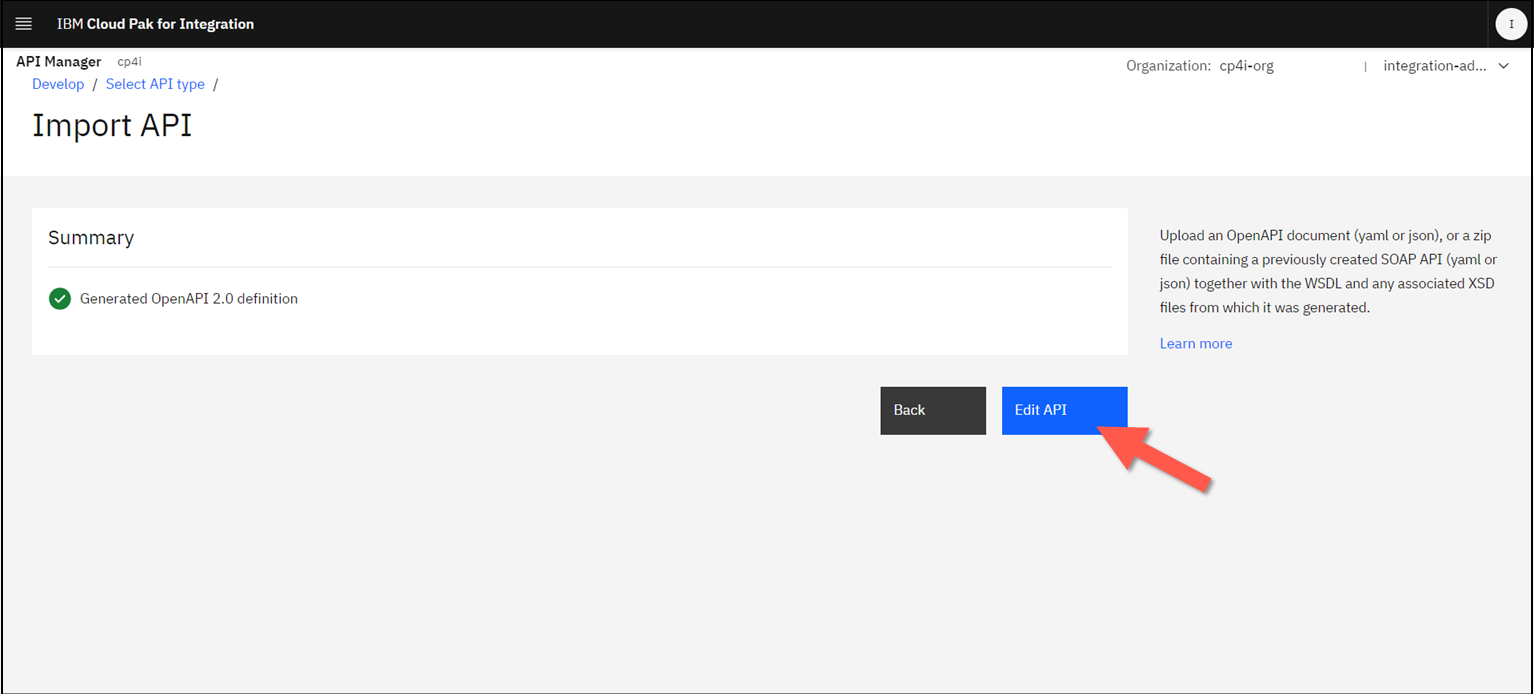 IBM Cloud Pak for Integration
I
API Manager cp4i
Organization: cp4i-org | integration-ad...
Develop / Select API type /
Import API
Summary
Generated OpenAPI 2.0 definition
Upload an OpenAPI document (yaml or json), or a zip
file containing a previously created SOAP API (yaml or
json) together with the WSDL and any associated XSD
files from which it was generated.
Learn more
Back
Edit API